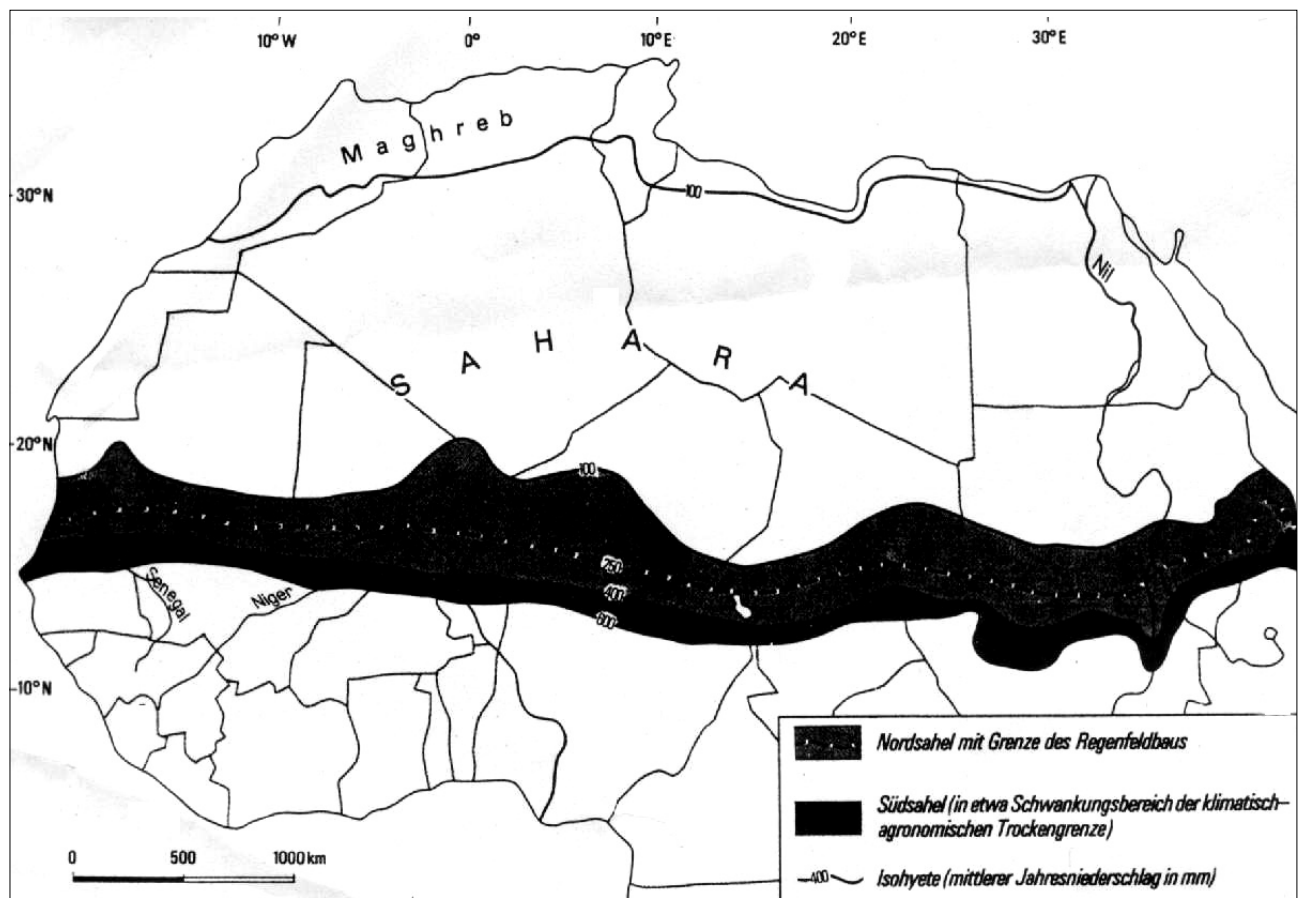 10°W 0° 10°E 20°E 30°E
Maghreb
30°N
100
Nil
SAHARA
20°N
100
250
400
600
Senegal
Niger
10°N
Nordsahel mit Grenze des Regenfeldbaus
Südsahel (in etwa Schwankungsbereich der klimatisch-
agronomischen Trockengrenze)
400 Isohyete (mittlerer Jahresniederschlag in mm)
0 500 1000 km